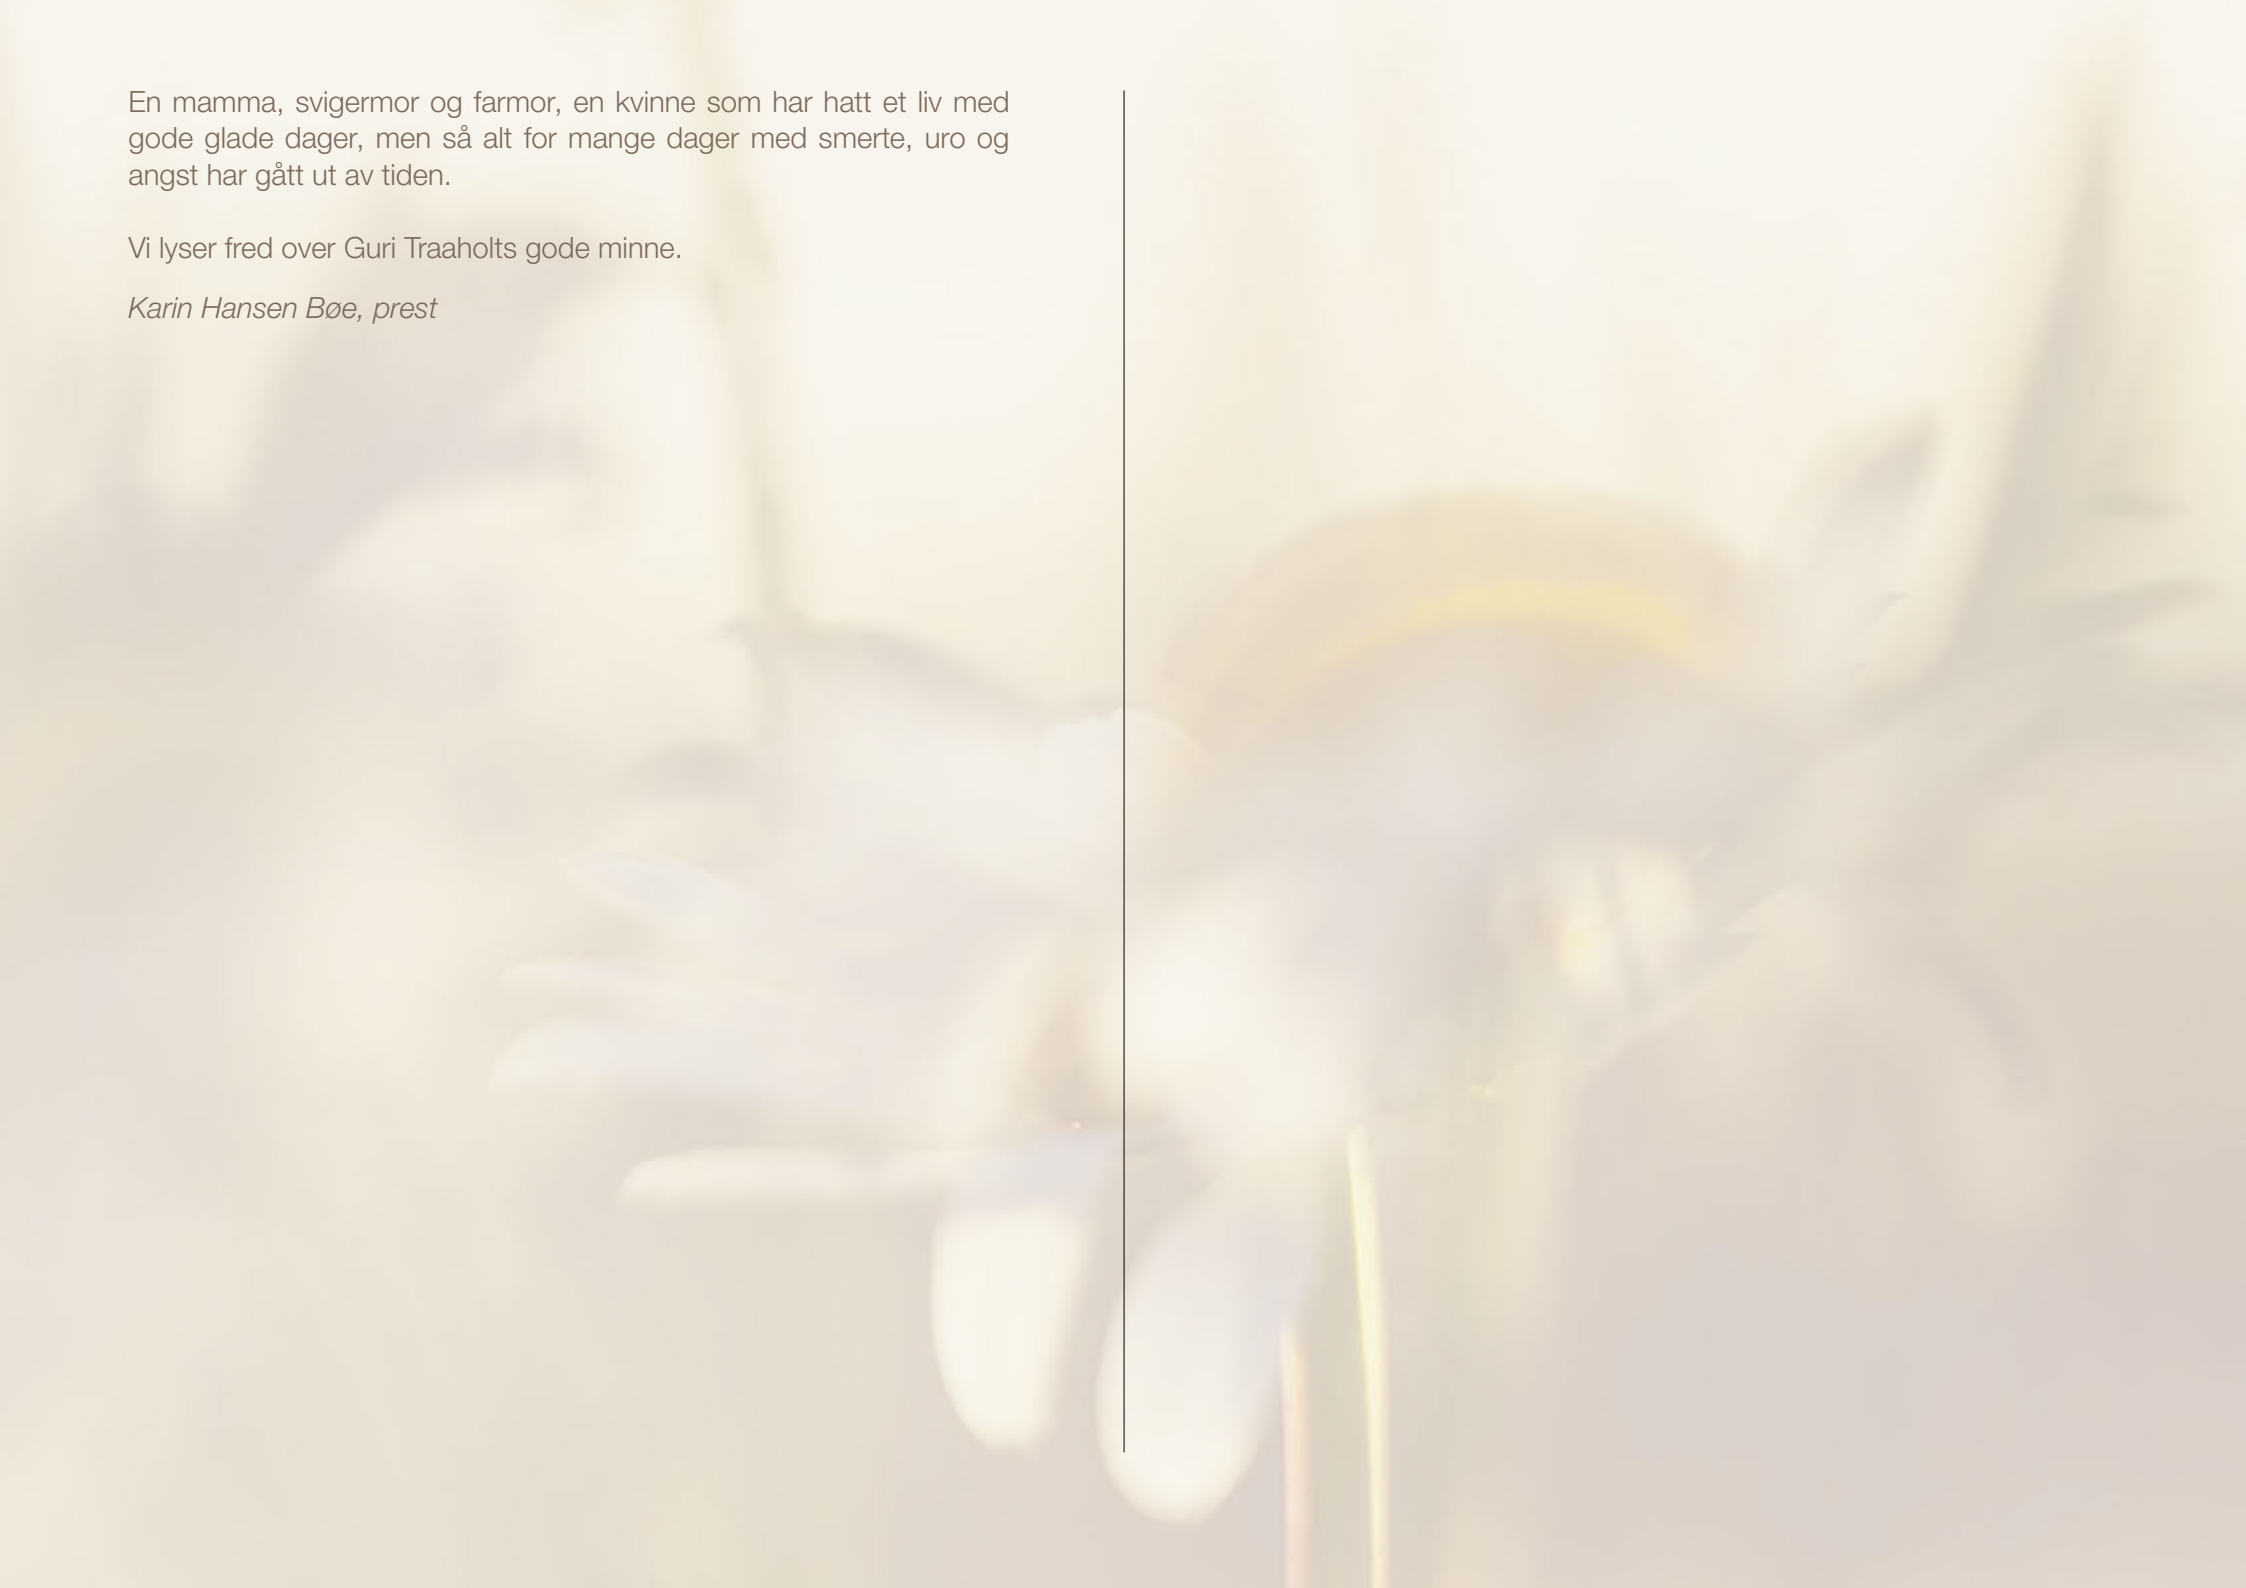 En mamma, svigermor og farmor, en kvinne som har hatt et liv med
gode glade dager, men så alt for mange dager med smerte, uro og
angst har gått ut av tiden.
Vi lyser fred over Guri Traaholts gode minne.
Karin Hansen Bøe, prest